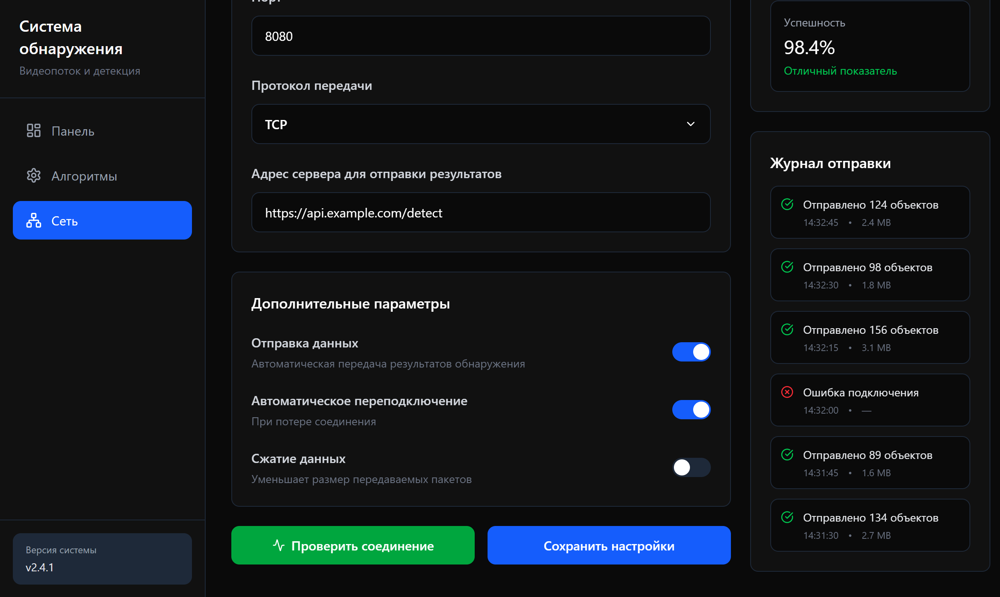 Система
обнаружения
Видеопоток и детекция
Панель
Алгоритмы
Сеть
Версия системы
v2.4.1
Порт
8080
Протокол передачи
TCP
Адрес сервера для отправки результатов
https://api.example.com/detect
Дополнительные параметры
Отправка данных
Автоматическая передача результатов обнаружения
Автоматическое переподключение
При потере соединения
Сжатие данных
Уменьшает размер передаваемых пакетов
Проверить соединение
Сохранить настройки
Успешность
98.4%
Отличный показатель
Журнал отправки
Отправлено 124 объектов
14:32:45 • 2.4 MB
Отправлено 98 объектов
14:32:30 • 1.8 MB
Отправлено 156 объектов
14:32:15 • 3.1 MB
Ошибка подключения
14:32:00 • —
Отправлено 89 объектов
14:31:45 • 1.6 MB
Отправлено 134 объектов
14:31:30 • 2.7 MB